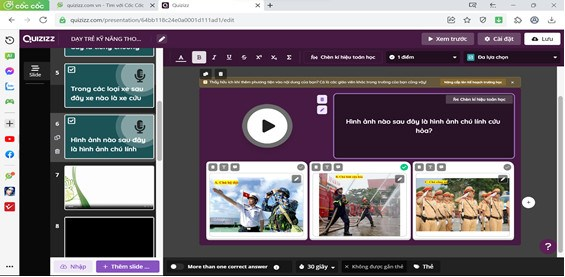 cốc cốc
quizizz.com.vn - Tìm với Cốc Cốc
Quizizz
quizizz.com/presentation/64bb118c24e0a0001d111ad1/edit
QUIZIZZ
DẠY TRẺ KỸ NĂNG THO...
Xem trước
Cài đặt
Lưu
Slide
B
I
U
Chèn kí hiệu toán học
1 điểm
Đa lựa chọn
5
Trong các loại xe sau
đây xe nào là xe cứu
6
Hình ảnh nào sau đây
là hình ảnh chú lính
7
8
Chèn kí hiệu toán học
Hình ảnh nào sau đây là hình ảnh chú lính cứu
hỏa?
Nhập
+ Thêm slide ...
More than one correct answer
30 giây
Không được gắn thẻ
Thẻ